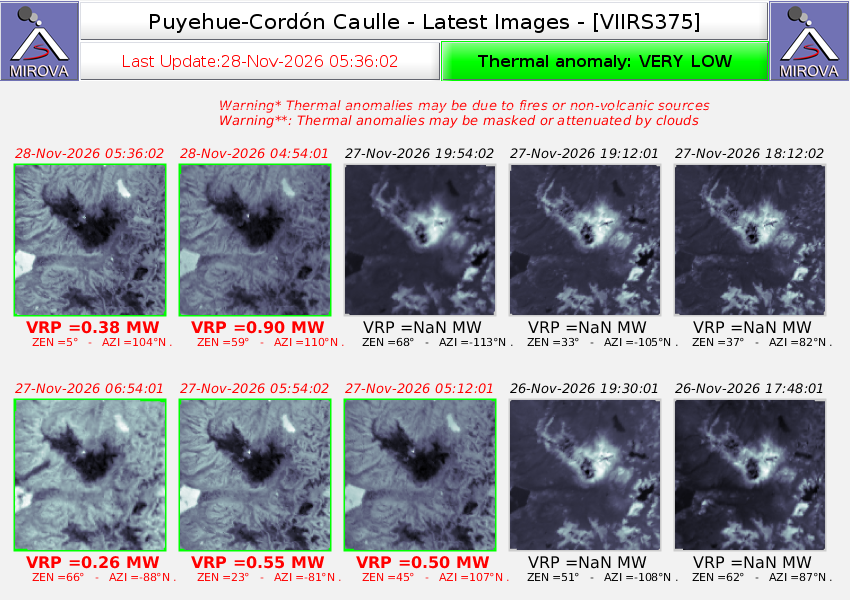 Puyehue-Cordón Caulle - Latest Images - [VIIRS375]
MIROVA
Last Update:28-Nov-2026 05:36:02
Thermal anomaly: VERY LOW
MIROVA
Warning* Thermal anomalies may be due to fires or non-volcanic sources
Warning**: Thermal anomalies may be masked or attenuated by clouds
28-Nov-2026 05:36:02 28-Nov-2026 04:54:01 27-Nov-2026 19:54:02 27-Nov-2026 19:12:01 27-Nov-2026 18:12:02
VRP =0.38 MW VRP =0.90 MW VRP =NaN MW VRP =NaN MW VRP =NaN MW
ZEN =5° - AZI =104°N . ZEN =59° - AZI =110°N . ZEN =68° - AZI =-113°N . ZEN =33° - AZI =-105°N . ZEN =37° - AZI =82°N .
27-Nov-2026 06:54:01 27-Nov-2026 05:54:02 27-Nov-2026 05:12:01 26-Nov-2026 19:30:01 26-Nov-2026 17:48:01
VRP =0.26 MW VRP =0.55 MW VRP =0.50 MW VRP =NaN MW VRP =NaN MW
ZEN =66° - AZI =-88°N . ZEN =23° - AZI =-81°N . ZEN =45° - AZI =107°N . ZEN =51° - AZI =-108°N . ZEN =62° - AZI =87°N .